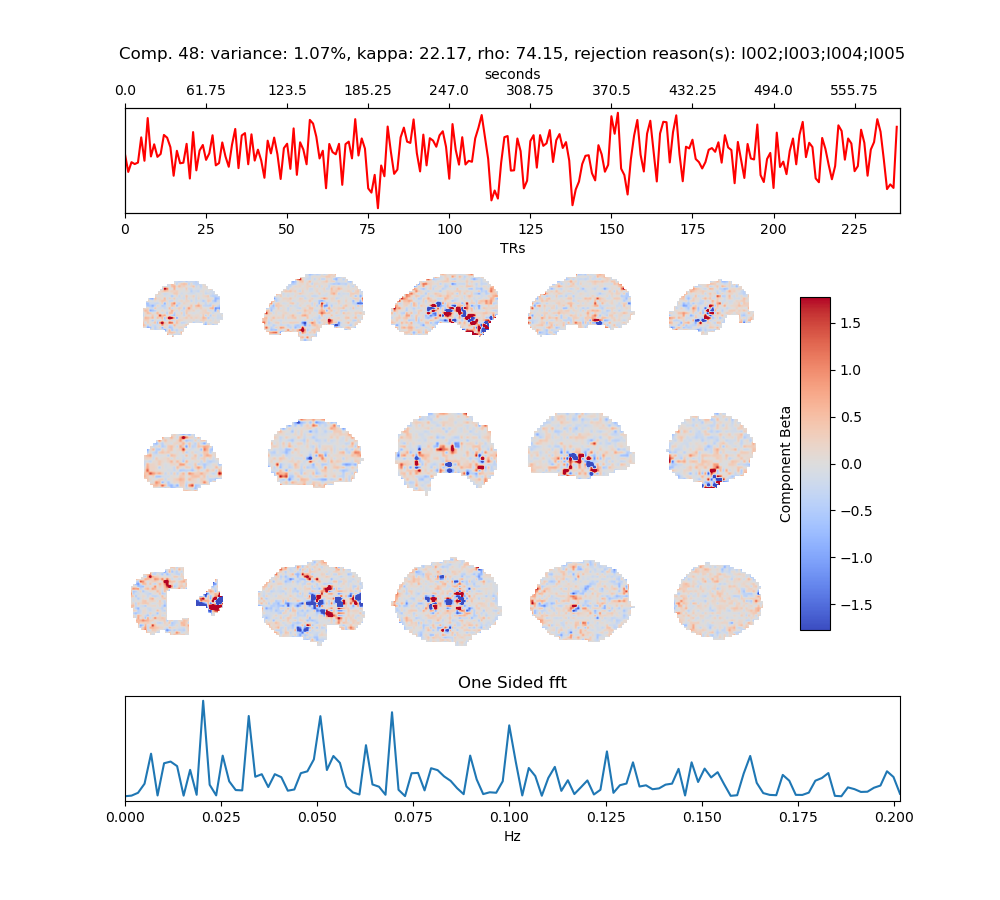 Comp. 48: variance: 1.07%, kappa: 22.17, rho: 74.15, rejection reason(s): I002;I003;I004;I005
seconds
0.0 61.75 123.5 185.25 247.0 308.75 370.5 432.25 494.0 555.75
0 25 50 75 100 125 150 175 200 225
TRs
1.5
1.0
0.5
0.0
−0.5
−1.0
−1.5
Component Beta
One Sided fft
0.000 0.025 0.050 0.075 0.100 0.125 0.150 0.175 0.200
Hz